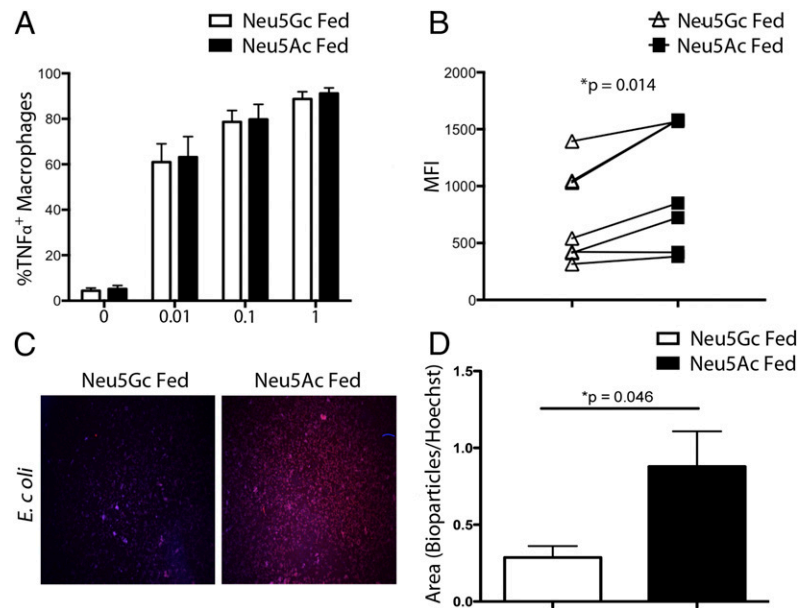 A
Neu5Gc Fed
Neu5Ac Fed
%TNFα⁺ Macrophages
100
80
60
40
20
0
0 0.01 0.1 1
B
Neu5Gc Fed
Neu5Ac Fed
*p = 0.014
MFI
2000
1500
1000
500
0
C
Neu5Gc Fed Neu5Ac Fed
E. coli
D
Neu5Gc Fed
Neu5Ac Fed
*p = 0.046
Area (Bioparticles/Hoechst)
1.5
1.0
0.5
0.0